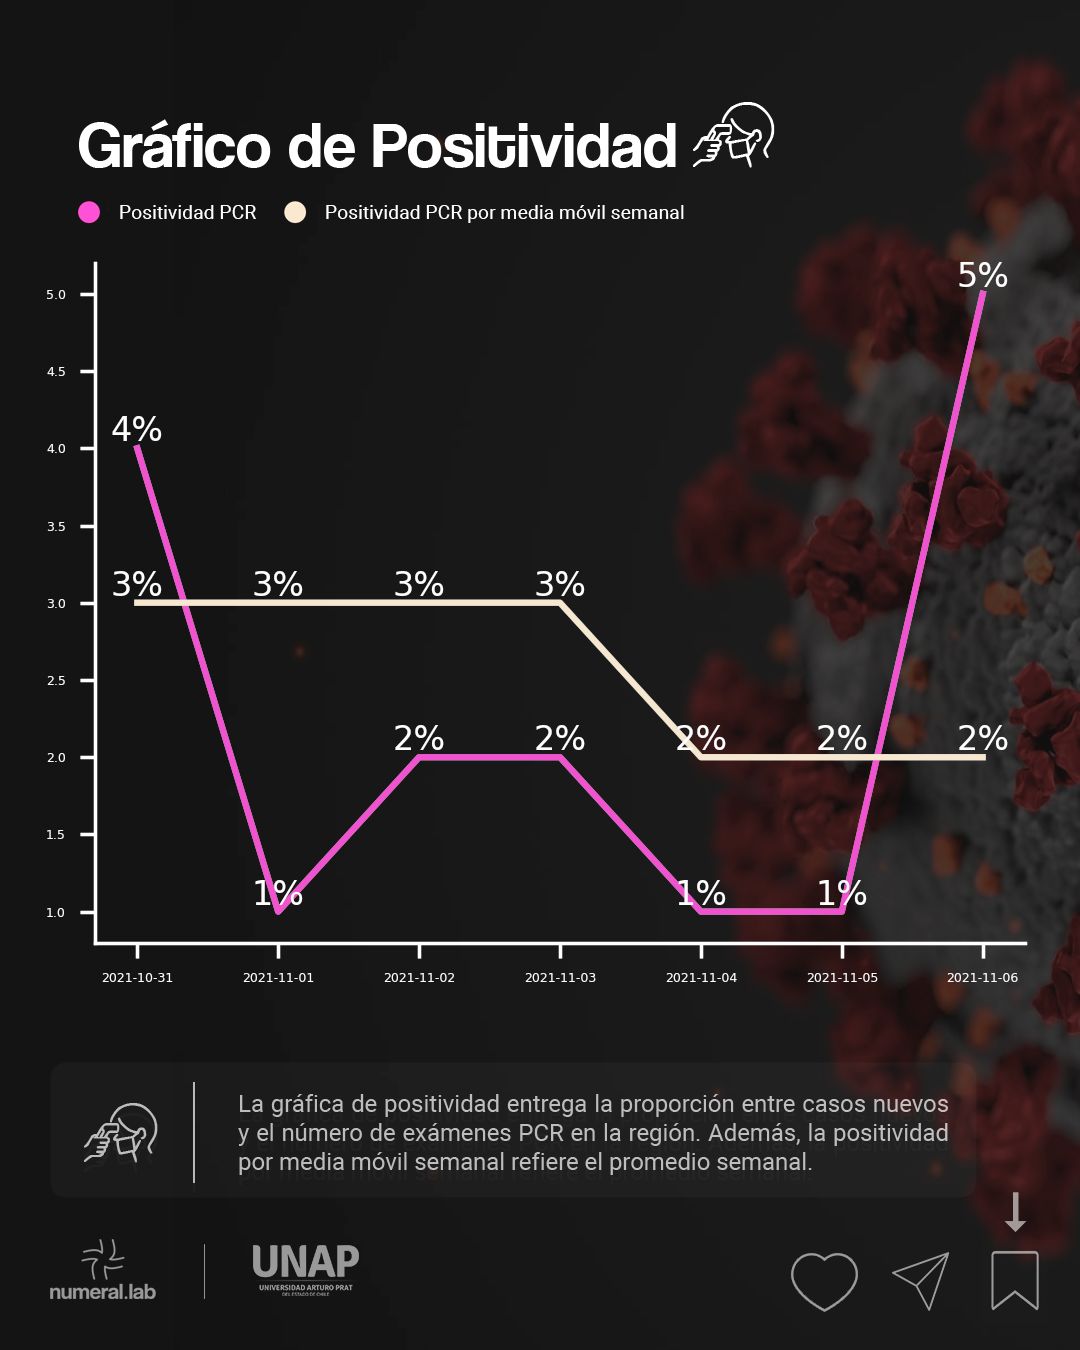 Gráfico de Positividad
Positividad PCR
Positividad PCR por media móvil semanal
5.0
4.5
4.0
3.5
3.0
2.5
2.0
1.5
1.0
5%
4%
3% 3% 3% 3%
2% 2% 2% 2% 2%
1% 1% 1%
2021-10-31 2021-11-01 2021-11-02 2021-11-03 2021-11-04 2021-11-05 2021-11-06
La gráfica de positividad entrega la proporción entre casos nuevos
y el número de exámenes PCR en la región. Además, la positividad
por media móvil semanal refiere el promedio semanal.
numeral.lab
UNAP
UNIVERSIDAD ARTURO PRAT
DEL ESTADO DE CHILE